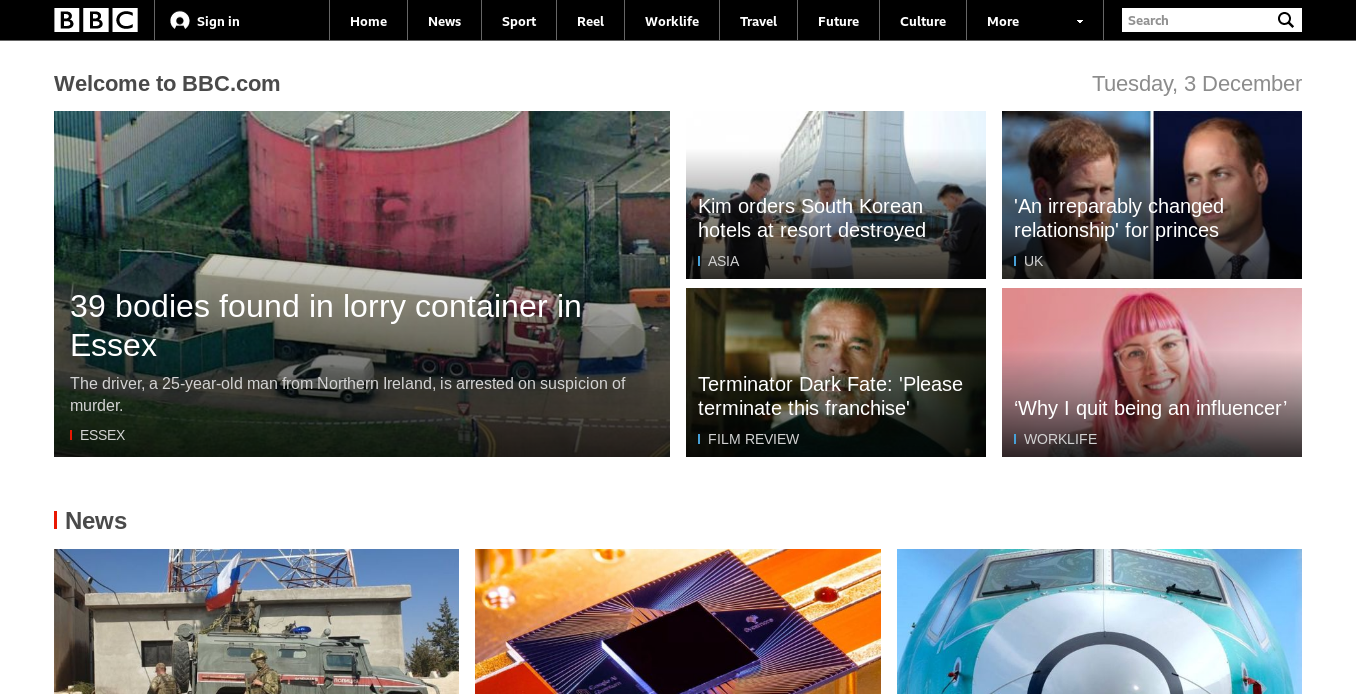 BBC
Sign in
Home
News
Sport
Reel
Worklife
Travel
Future
Culture
More
Search
Welcome to BBC.com
Tuesday, 3 December
39 bodies found in lorry container in
Essex
The driver, a 25-year-old man from Northern Ireland, is arrested on suspicion of
murder.
ESSEX
Kim orders South Korean
hotels at resort destroyed
ASIA
'An irreparably changed
relationship' for princes
UK
Terminator Dark Fate: 'Please
terminate this franchise'
FILM REVIEW
‘Why I quit being an influencer’
WORKLIFE
News